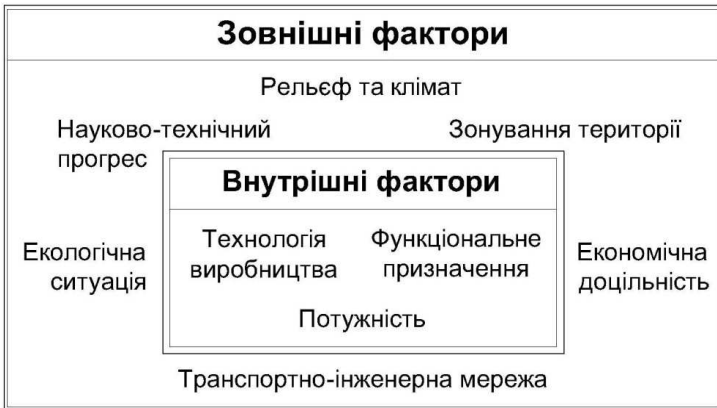 Зовнішні фактори
Рельєф та клімат
Науково-технічний
прогрес
Зонування території
Внутрішні фактори
Екологічна
ситуація
Технологія
виробництва
Функціональне
призначення
Економічна
доцільність
Потужність
Транспортно-інженерна мережа